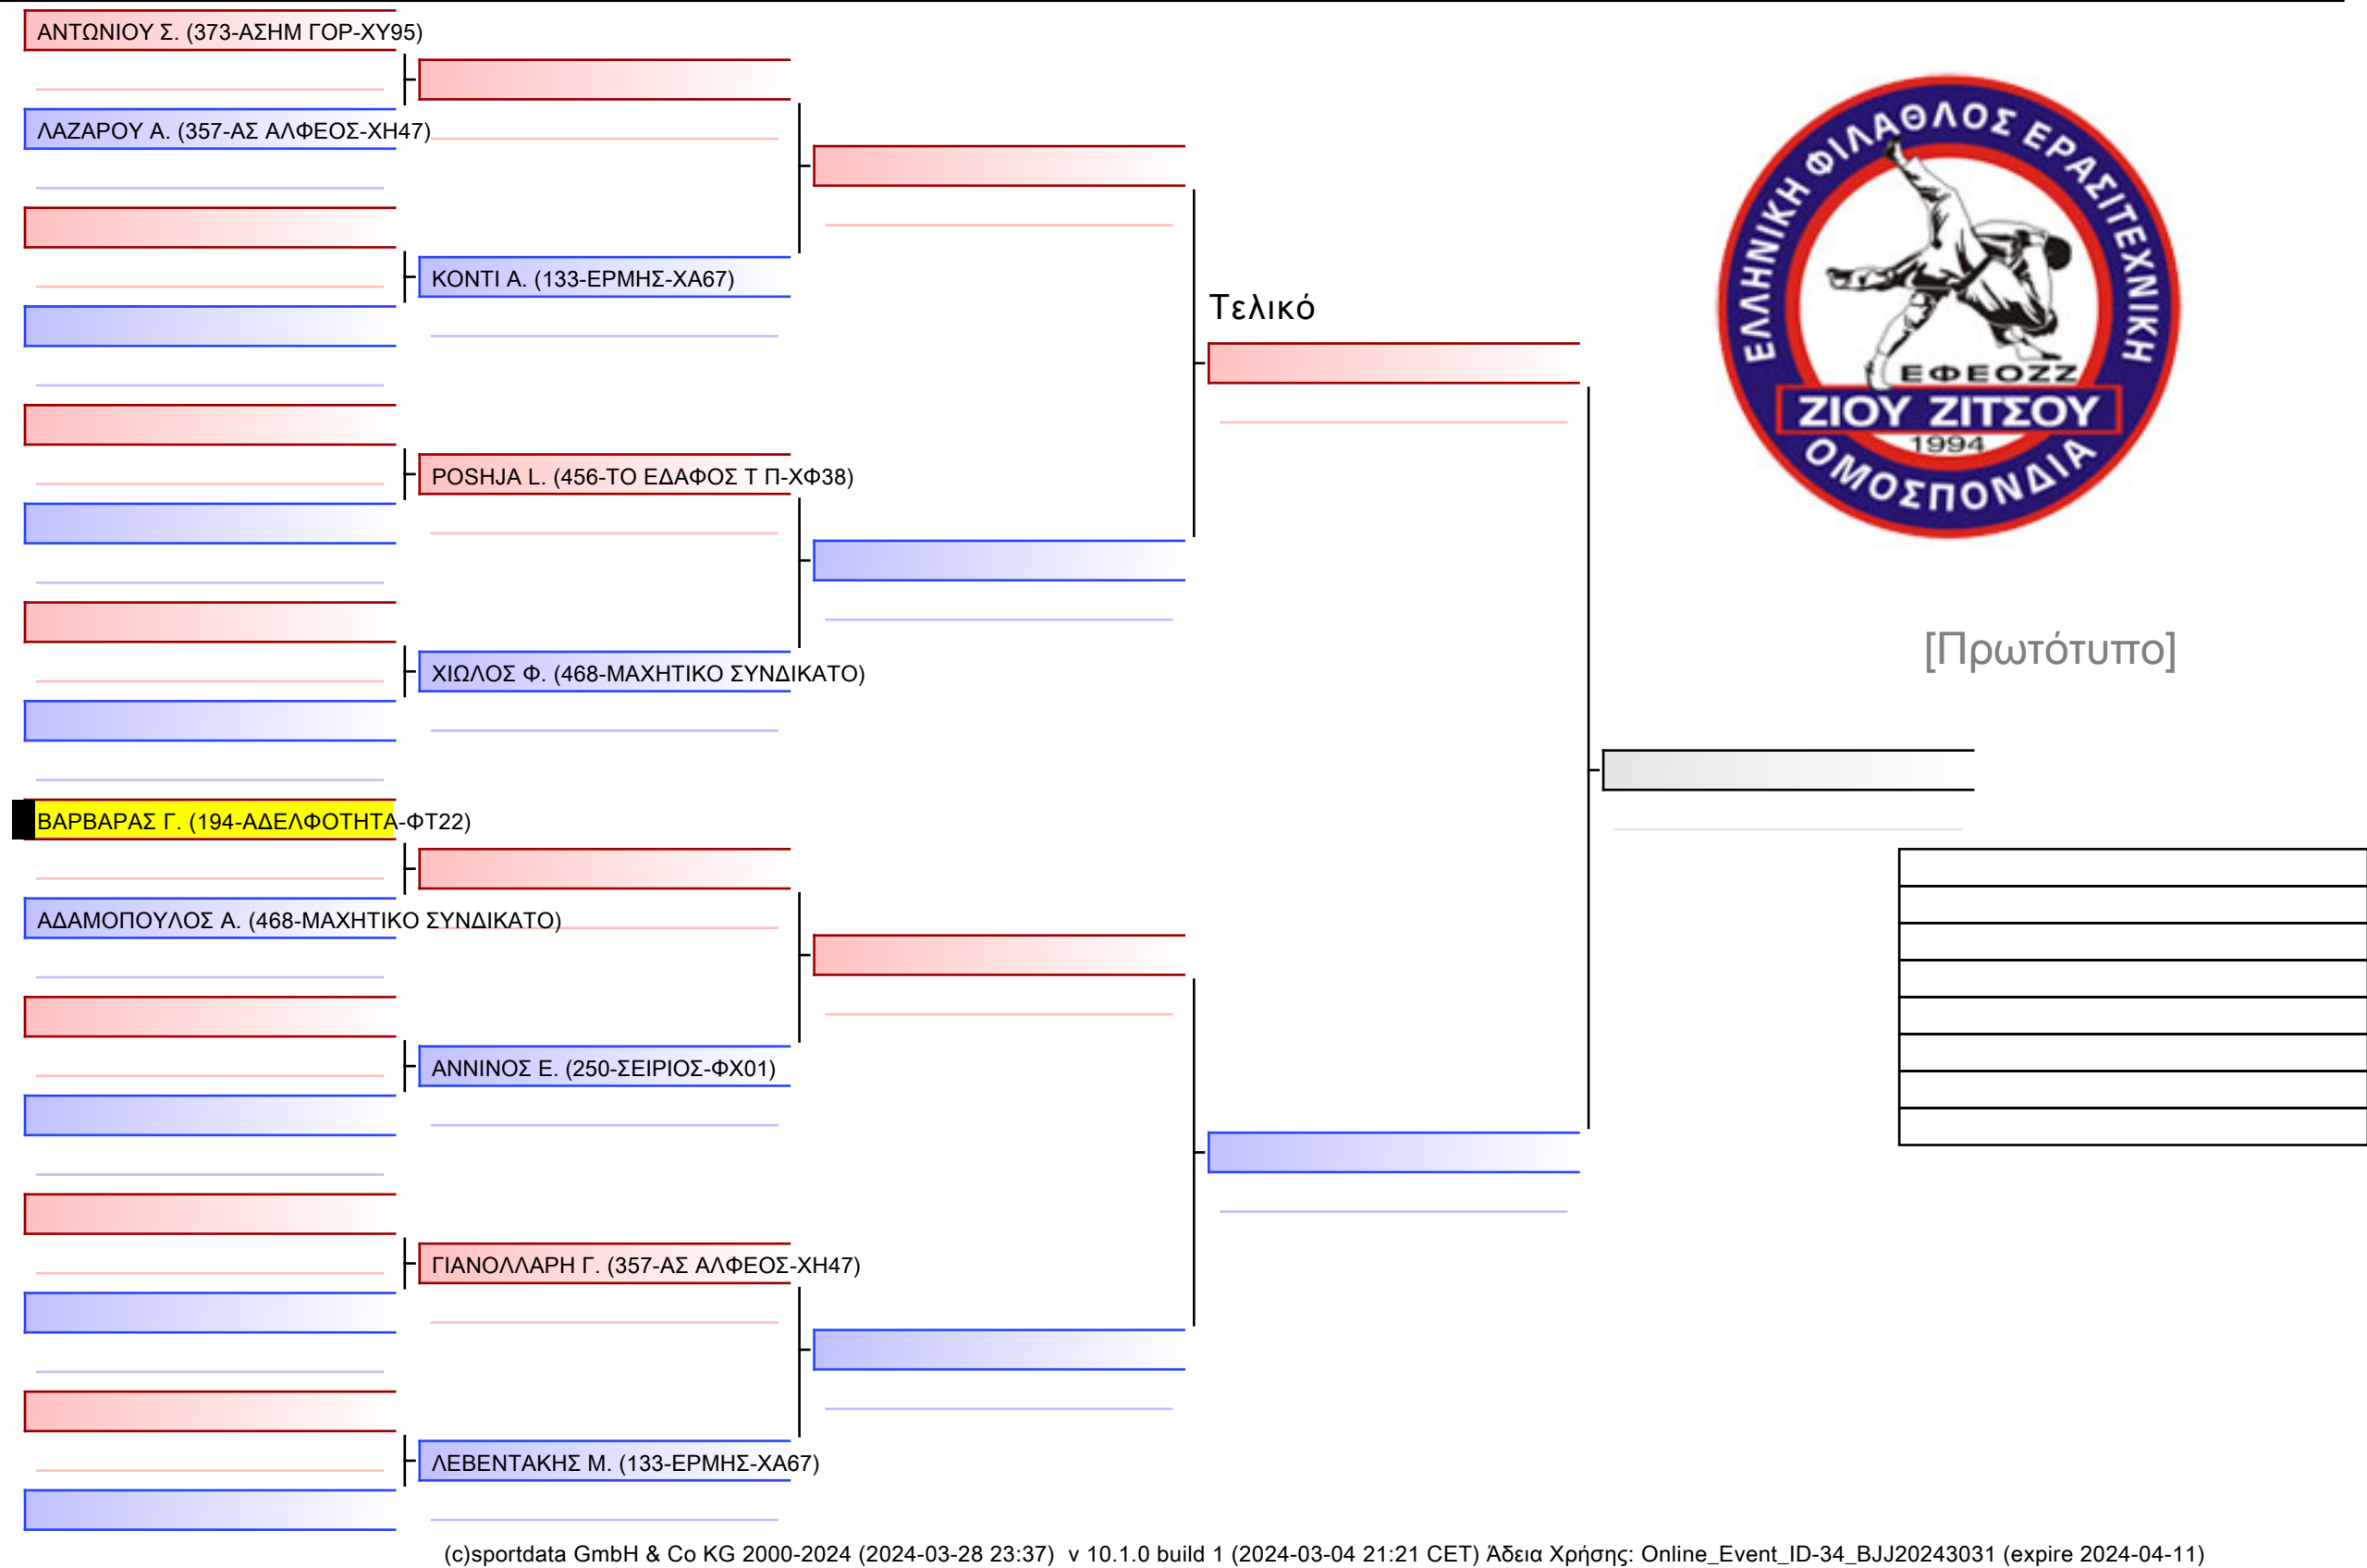 ΑΝΤΩΝΙΟΥ Σ. (373-ΑΣΗΜ ΓΟΡ-ΧΥ95)
ΛΑΖΑΡΟΥ Α. (357-ΑΣ ΑΛΦΕΟΣ-ΧΗ47)
ΚΟΝΤΙ Α. (133-ΕΡΜΗΣ-ΧΑ67)
POSHJA L. (456-ΤΟ ΕΔΑΦΟΣ Τ Π-ΧΦ38)
ΧΙΩΛΟΣ Φ. (468-ΜΑΧΗΤΙΚΟ ΣΥΝΔΙΚΑΤΟ)
ΒΑΡΒΑΡΑΣ Γ. (194-ΑΔΕΛΦΟΤΗΤΑ-ΦΤ22)
ΑΔΑΜΟΠΟΥΛΟΣ Α. (468-ΜΑΧΗΤΙΚΟ ΣΥΝΔΙΚΑΤΟ)
ΑΝΝΙΝΟΣ Ε. (250-ΣΕΙΡΙΟΣ-ΦΧ01)
ΓΙΑΝΟΛΛΑΡΗ Γ. (357-ΑΣ ΑΛΦΕΟΣ-ΧΗ47)
ΛΕΒΕΝΤΑΚΗΣ Μ. (133-ΕΡΜΗΣ-ΧΑ67)
Τελικό
ΕΛΛΗΝΙΚΗ ΦΙΛΑΘΛΟΣ ΕΡΑΣΙΤΕΧΝΙΚΗ
ΕΦΕΟΖΖ
ΖΙΟΥ ΖΙΤΣΟΥ
1994
ΟΜΟΣΠΟΝΔΙΑ
[Πρωτότυπο]
(c)sportdata GmbH & Co KG 2000-2024 (2024-03-28 23:37) v 10.1.0 build 1 (2024-03-04 21:21 CET) Άδεια Χρήσης: Online_Event_ID-34_BJJ20243031 (expire 2024-04-11)